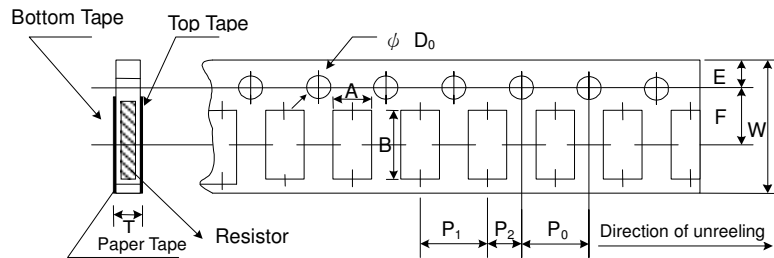 Bottom Tape
Top Tape
ψ D₀
E
A
F
W
B
T
P₁
P₂
P₀
Direction of unreeling
Paper Tape
Resistor